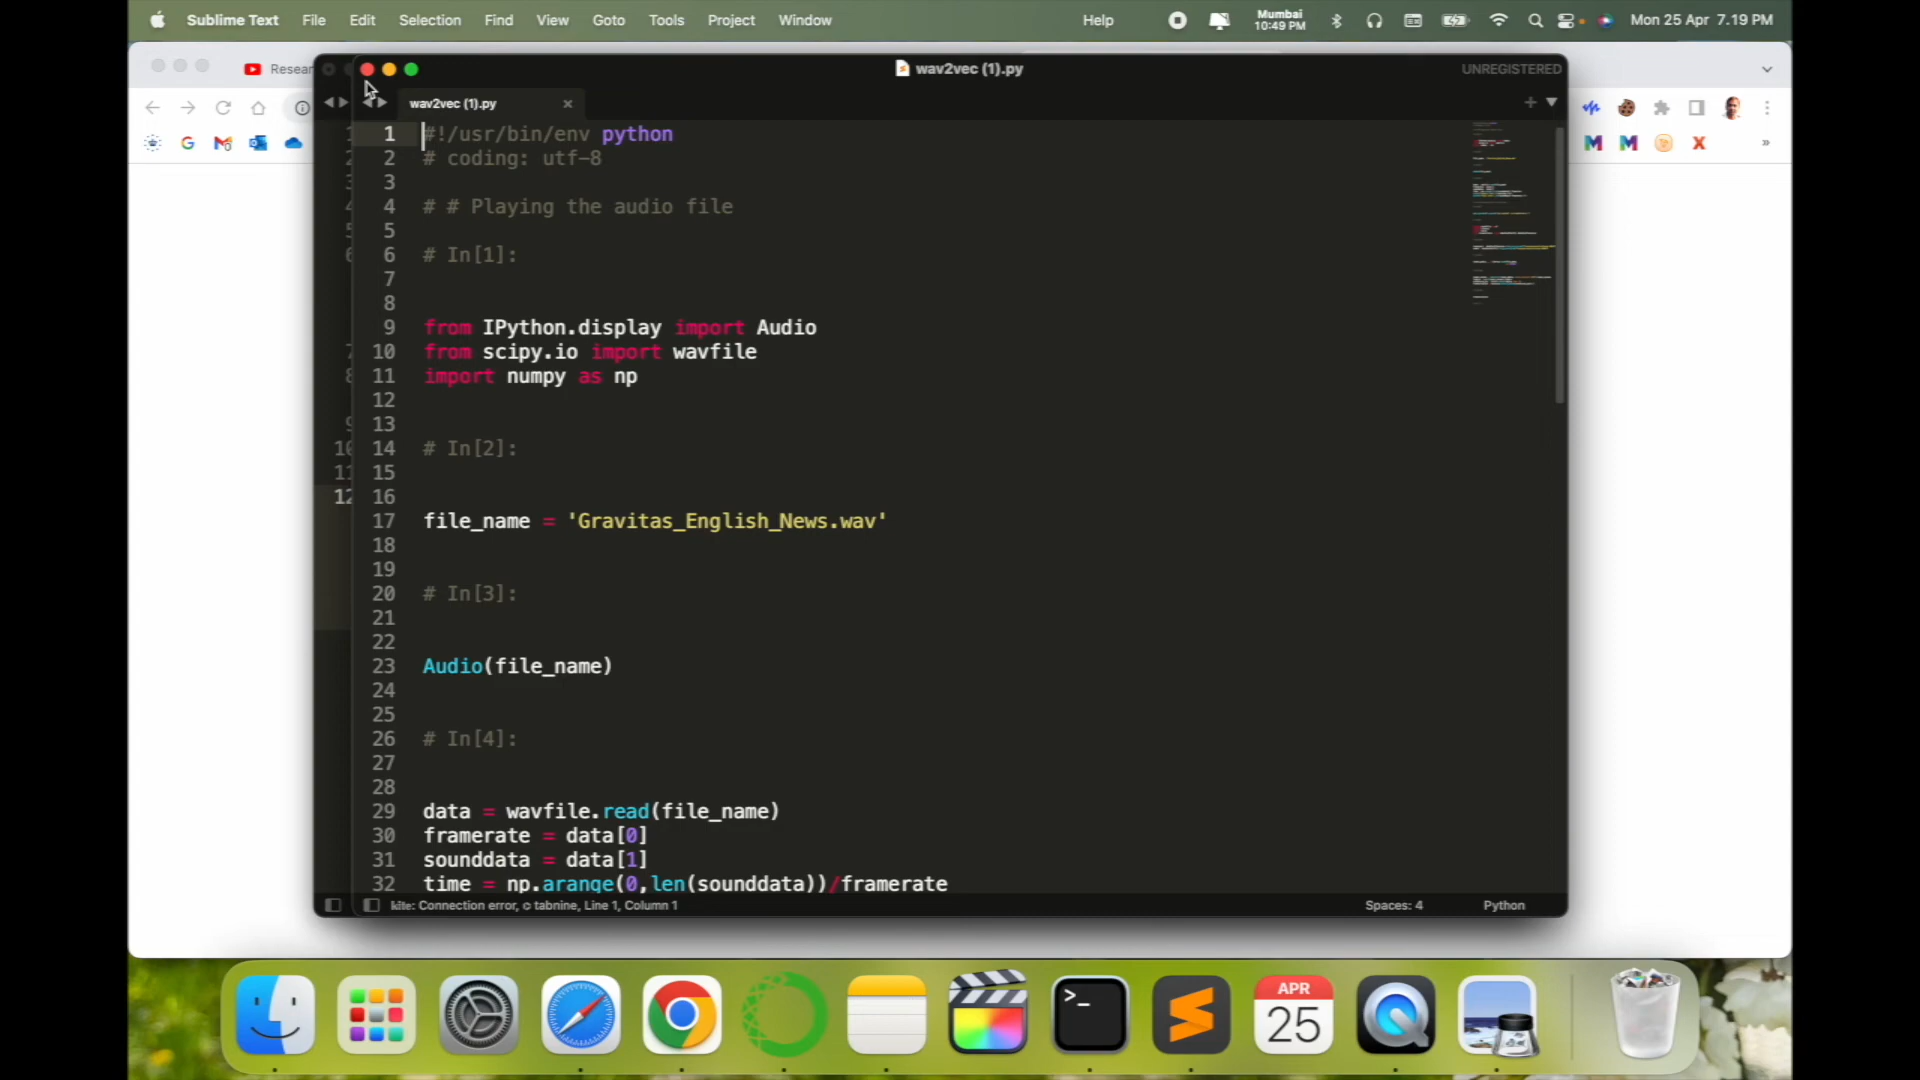 Sublime Text File Edit Selection Find View Goto Tools Project Window Help Mumbai 10:49 PM Mon 25 Apr 7.19 PM
Resear
wav2vec (1).py UNREGISTERED
wav2vec (1).py ×
1 #!/usr/bin/env python
2 # coding: utf-8
3
4 # # Playing the audio file
5
6 # In[1]:
7
8
9 from IPython.display import Audio
10 from scipy.io import wavfile
11 import numpy as np
12
13
14 # In[2]:
15
16
17 file_name = 'Gravitas_English_News.wav'
18
19
20 # In[3]:
21
22
23 Audio(file_name)
24
25
26 # In[4]:
27
28
29 data = wavfile.read(file_name)
30 framerate = data[0]
31 sounddata = data[1]
32 time = np.arange(0,len(sounddata))/framerate
kite: Connection error, tabnine, Line 1, Column 1 Spaces: 4 Python
APR
25